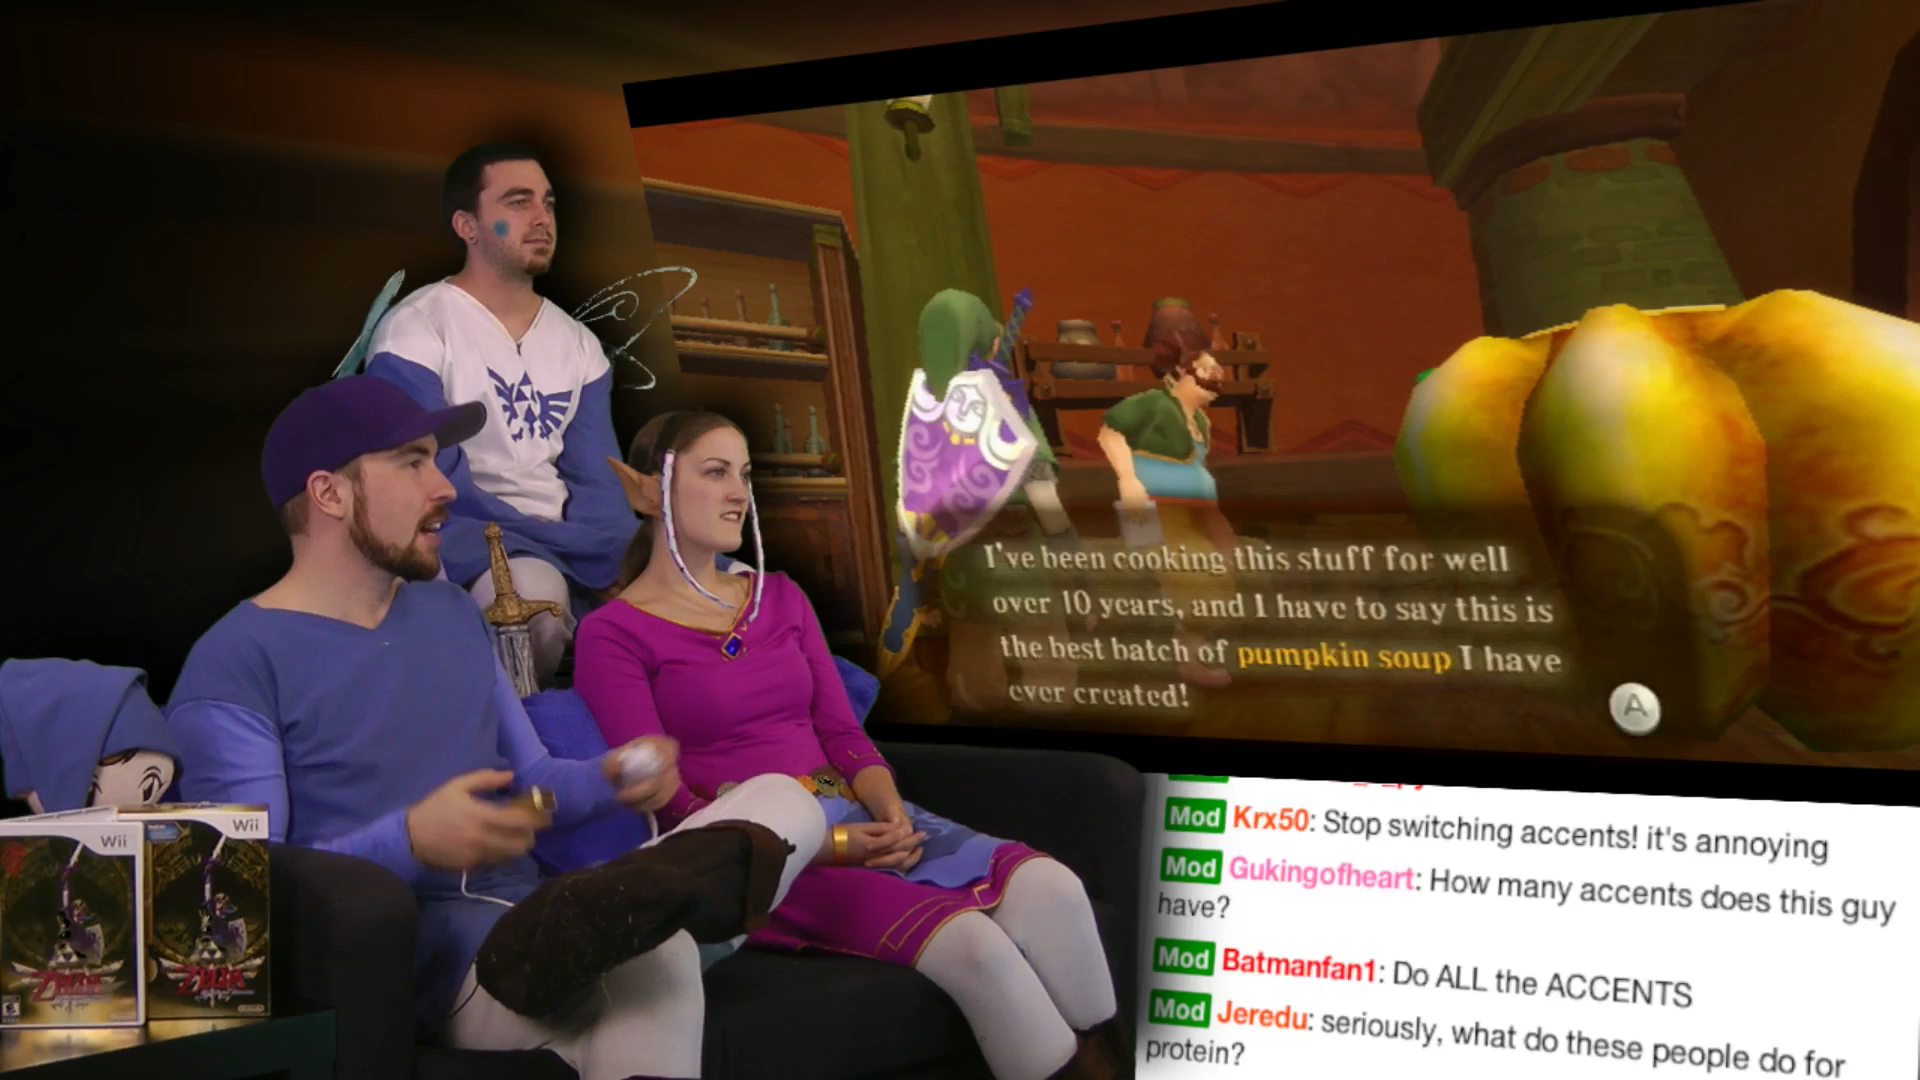 I've been cooking this stuff for well
over 10 years, and I have to say this is
the best batch of pumpkin soup I have
ever created!
A
Mod Krx50: Stop switching accents! it's annoying
Mod Gukingofheart: How many accents does this guy
have?
Mod Batmanfan1: Do ALL the ACCENTS
Mod Jeredu: seriously, what do these people do for
protein?
Wii
Wii
ZELDA
ZELDA